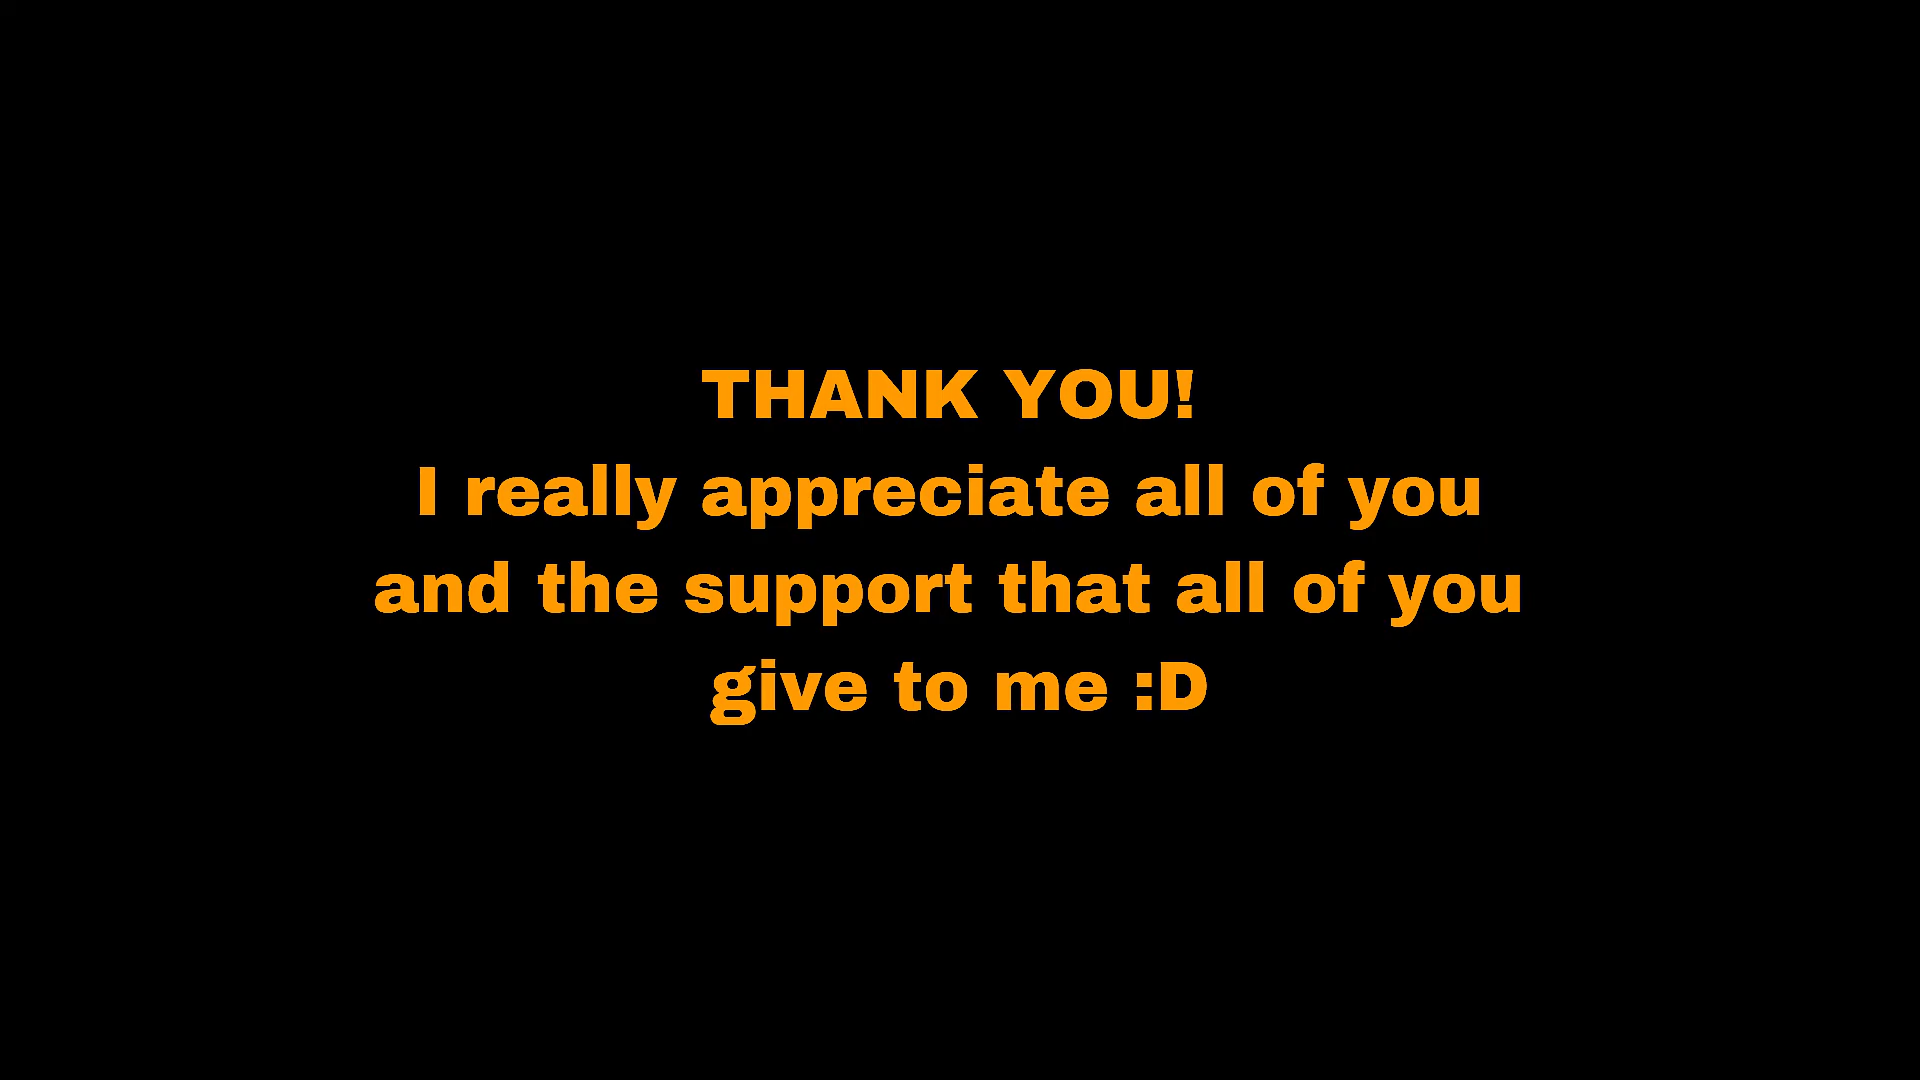 THANK YOU!
I really appreciate all of you
and the support that all of you
give to me :D